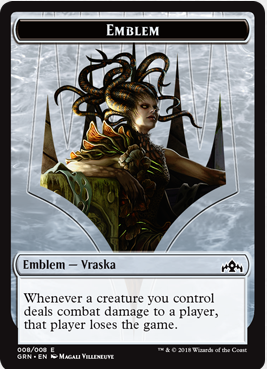 EMBLEM
Emblem — Vraska
Whenever a creature you control
deals combat damage to a player,
that player loses the game.
008/008 E
GRN • EN MAGALI VILLENEUVE
™ & © 2018 Wizards of the Coast